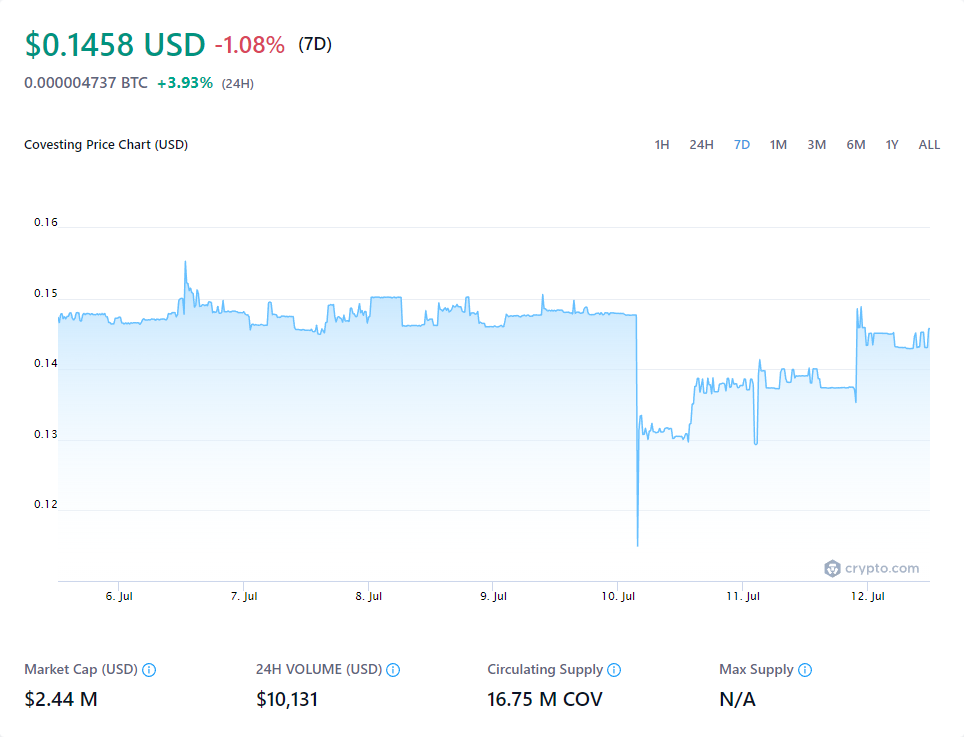 $0.1458 USD -1.08% (7D)
0.000004737 BTC +3.93% (24H)
Covesting Price Chart (USD) 1H 24H 7D 1M 3M 6M 1Y ALL
0.16
0.15
0.14
0.13
0.12
crypto.com
6. Jul 7. Jul 8. Jul 9. Jul 10. Jul 11. Jul 12. Jul
Market Cap (USD) 24H VOLUME (USD) Circulating Supply Max Supply
$2.44 M $10,131 16.75 M COV N/A